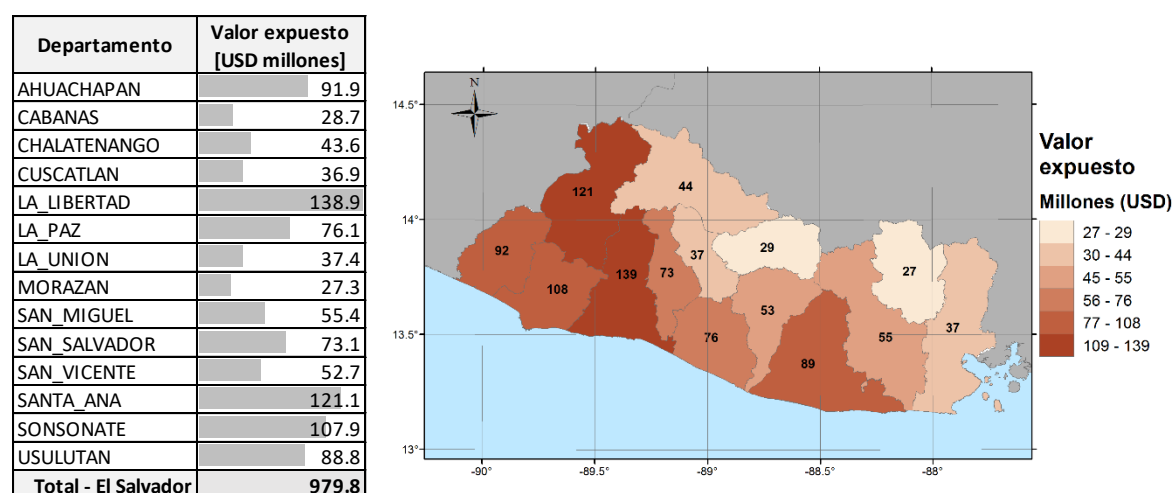 Departamento Valor expuesto [USD millones]
AHUACHAPAN 91.9
CABANAS 28.7
CHALATENANGO 43.6
CUSCATLAN 36.9
LA_LIBERTAD 138.9
LA_PAZ 76.1
LA_UNION 37.4
MORAZAN 27.3
SAN_MIGUEL 55.4
SAN_SALVADOR 73.1
SAN_VICENTE 52.7
SANTA_ANA 121.1
SONSONATE 107.9
USULUTAN 88.8
Total - El Salvador 979.8
N
14.5°
14°
13.5°
13°
-90°
-89.5°
-89°
-88.5°
-88°
121
44
92
37
29
27
139
73
108
53
76
55
37
89
Valor
expuesto
Millones (USD)
27 - 29
30 - 44
45 - 55
56 - 76
77 - 108
109 - 139